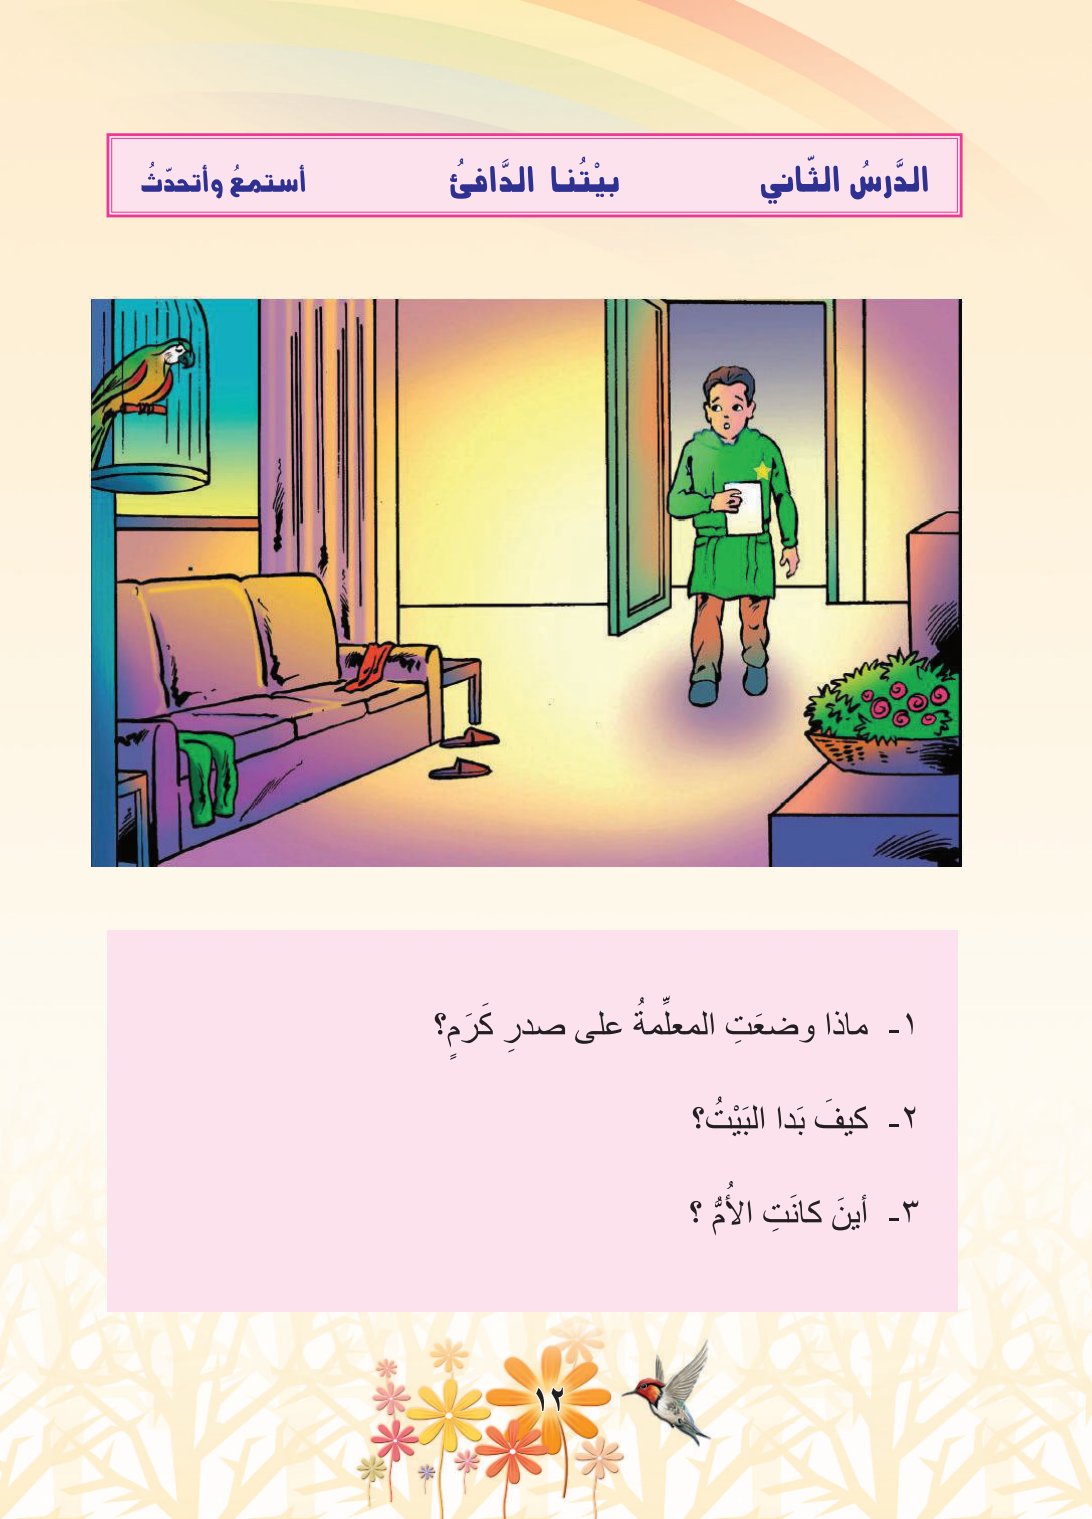 الدَّرسُ الثّاني بيْتُنا الدَّافئُ أستمعُ وأتحدّثُ
١- ماذا وضعَتِ المعلِّمةُ على صدرِ كَرَمٍ؟
٢- كيفَ بَدا البَيْتُ؟
٣- أينَ كانَتِ الأُمُّ ؟
١٢